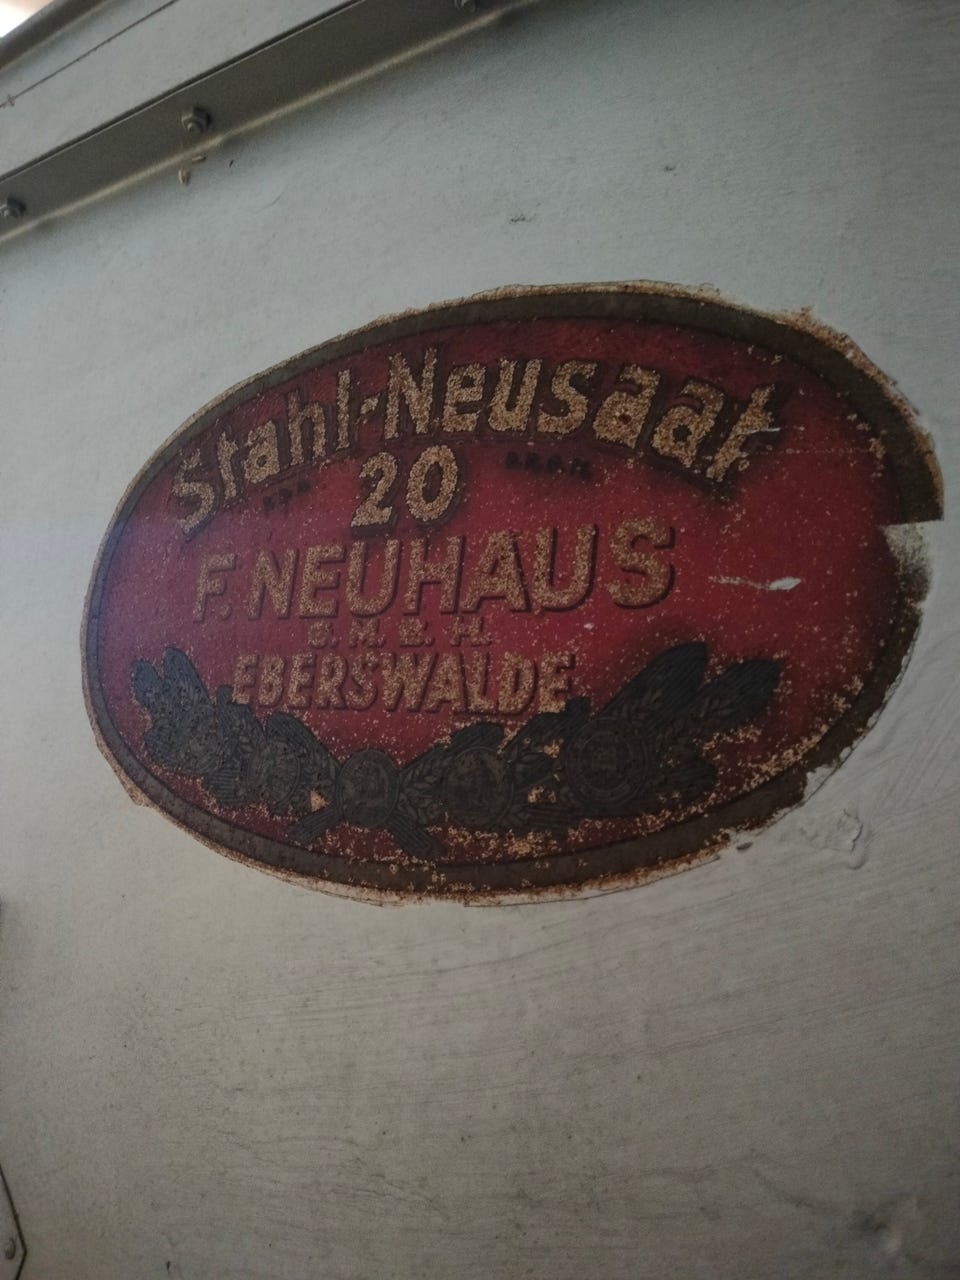 Stahl-Neusaat
20
F. NEUHAUS
G. M. B. H.
EBERSWALDE